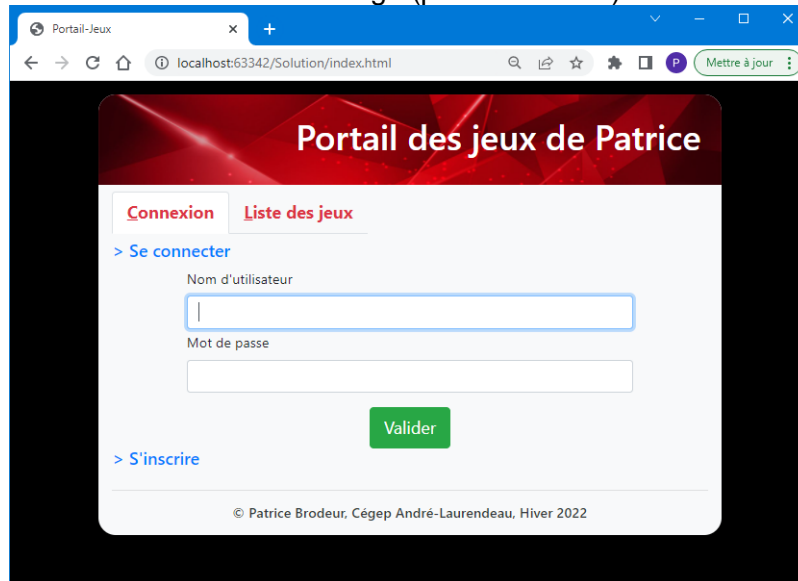 Portail-Jeux
localhost:63342/Solution/index.html
P
Mettre à jour
Portail des jeux de Patrice
Connexion
Liste des jeux
> Se connecter
Nom d'utilisateur
Mot de passe
Valider
> S'inscrire
© Patrice Brodeur, Cégep André-Laurendeau, Hiver 2022